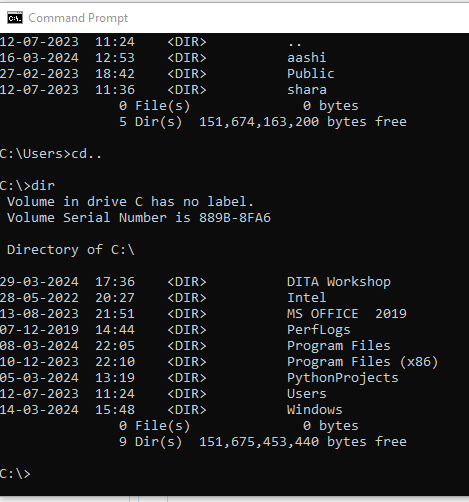 Command Prompt
12-07-2023  11:24    <DIR>          ..
16-03-2024  12:53    <DIR>          aashi
27-02-2023  18:42    <DIR>          Public
12-07-2023  11:36    <DIR>          shara
               0 File(s)              0 bytes
               5 Dir(s)  151,674,163,200 bytes free

C:\Users>cd..

C:\>dir
 Volume in drive C has no label.
 Volume Serial Number is 889B-8FA6

 Directory of C:\

29-03-2024  17:36    <DIR>          DITA Workshop
28-05-2022  20:27    <DIR>          Intel
13-08-2023  21:51    <DIR>          MS OFFICE  2019
07-12-2019  14:44    <DIR>          PerfLogs
08-03-2024  22:05    <DIR>          Program Files
10-12-2023  22:10    <DIR>          Program Files (x86)
05-03-2024  13:19    <DIR>          PythonProjects
12-07-2023  11:24    <DIR>          Users
14-03-2024  15:48    <DIR>          Windows
               0 File(s)              0 bytes
               9 Dir(s)  151,675,453,440 bytes free

C:\>